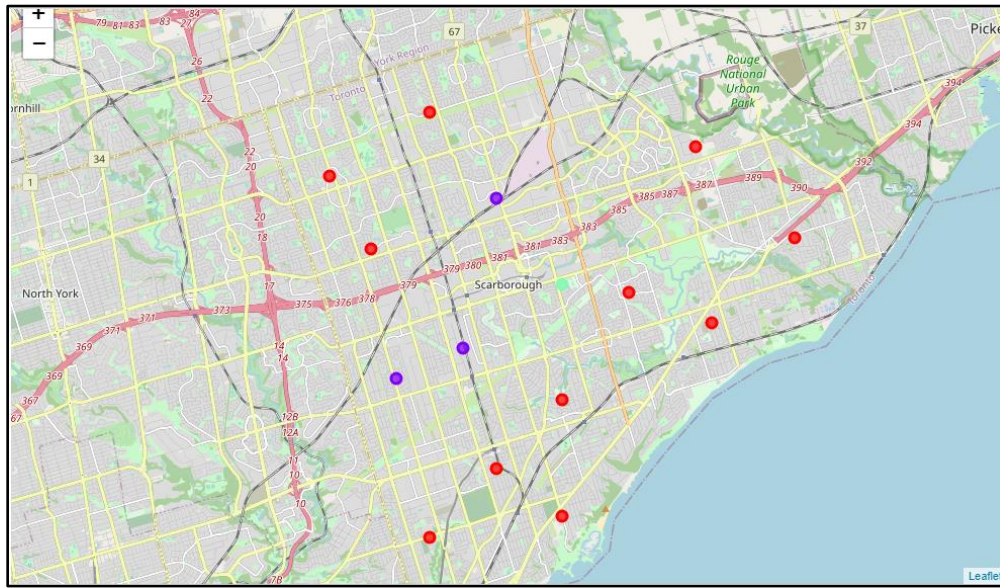 +
−
79 81 83
84
27
26
22
67
37
Picke
York Region
Toronto
Rouge
National
Urban
Park
394
ornhill
22
394
34
22
20
392
1
387 389
385 387
390
20
385
18
383
383
381
381
379 380
Scarborough
379
North York
17
378
376
375
373
371
371
Toronto
14
14
369
369
367
67
12B
12A
11
10
10
7B
Leaflet